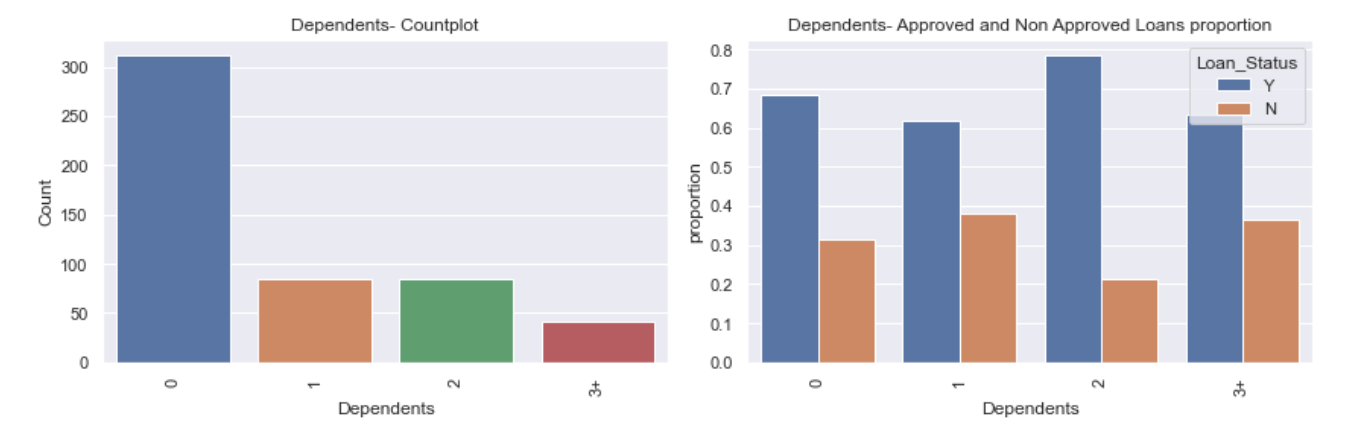 Dependents- Countplot
300
250
200
150
100
50
0
Count
0
1
2
3+
Dependents
Dependents- Approved and Non Approved Loans proportion
0.8
0.7
0.6
0.5
0.4
0.3
0.2
0.1
0.0
proportion
Loan_Status
Y
N
0
1
2
3+
Dependents